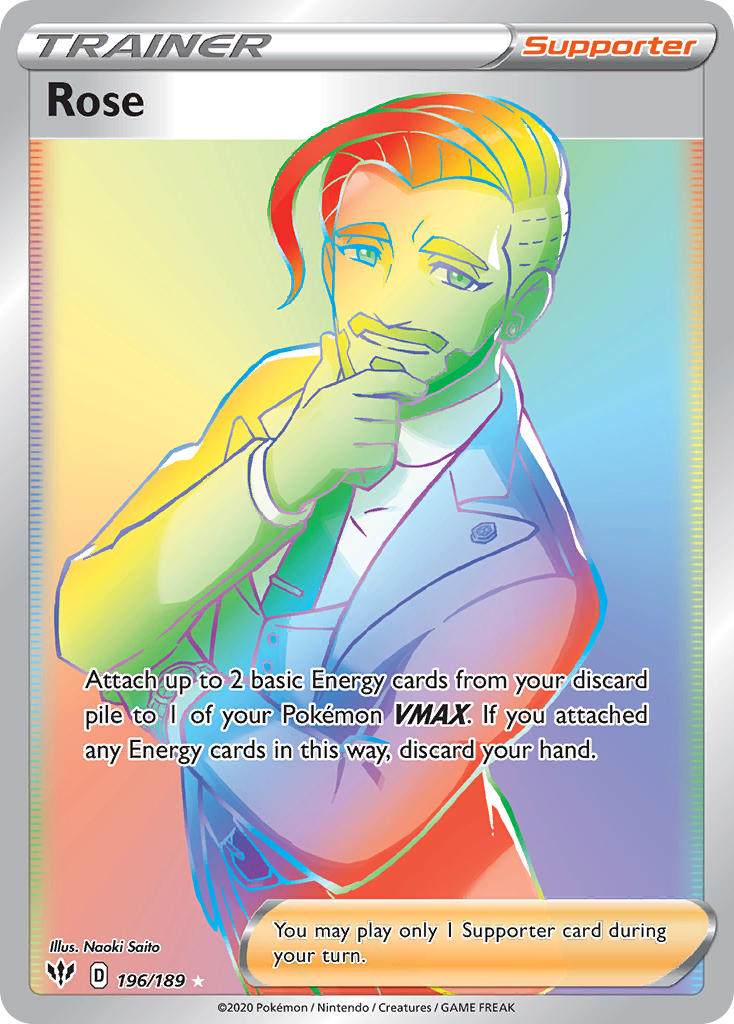 TRAINER Supporter
Rose
Attach up to 2 basic Energy cards from your discard
pile to 1 of your Pokémon VMAX. If you attached
any Energy cards in this way, discard your hand.
You may play only 1 Supporter card during
your turn.
Illus. Naoki Saito
D 196/189
©2020 Pokémon / Nintendo / Creatures / GAME FREAK